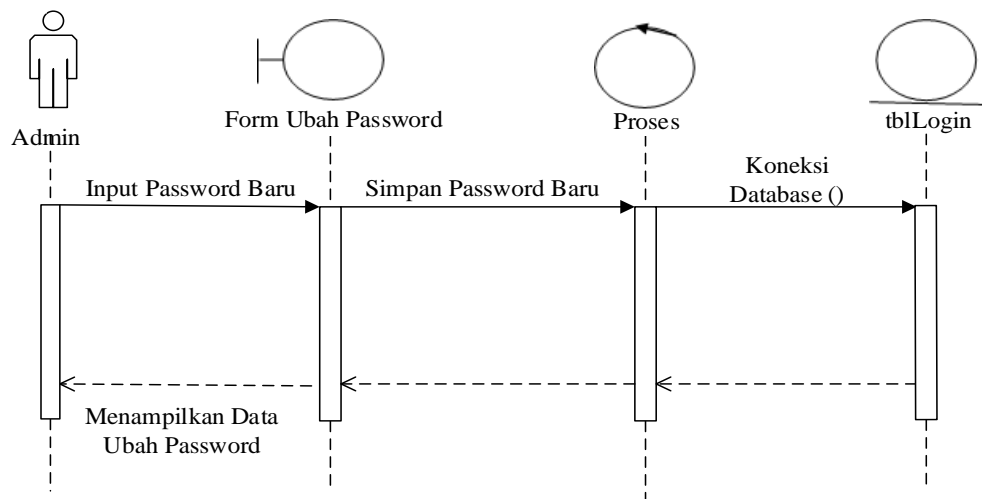 Admin
Form Ubah Password
Proses
tblLogin
Input Password Baru
Simpan Password Baru
Koneksi
Database ()
Menampilkan Data
Ubah Password